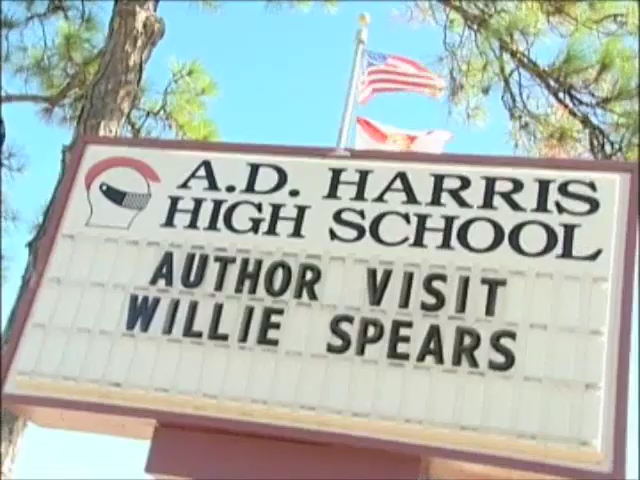 A.D. HARRIS
HIGH SCHOOL
AUTHOR VISIT
WILLIE SPEARS